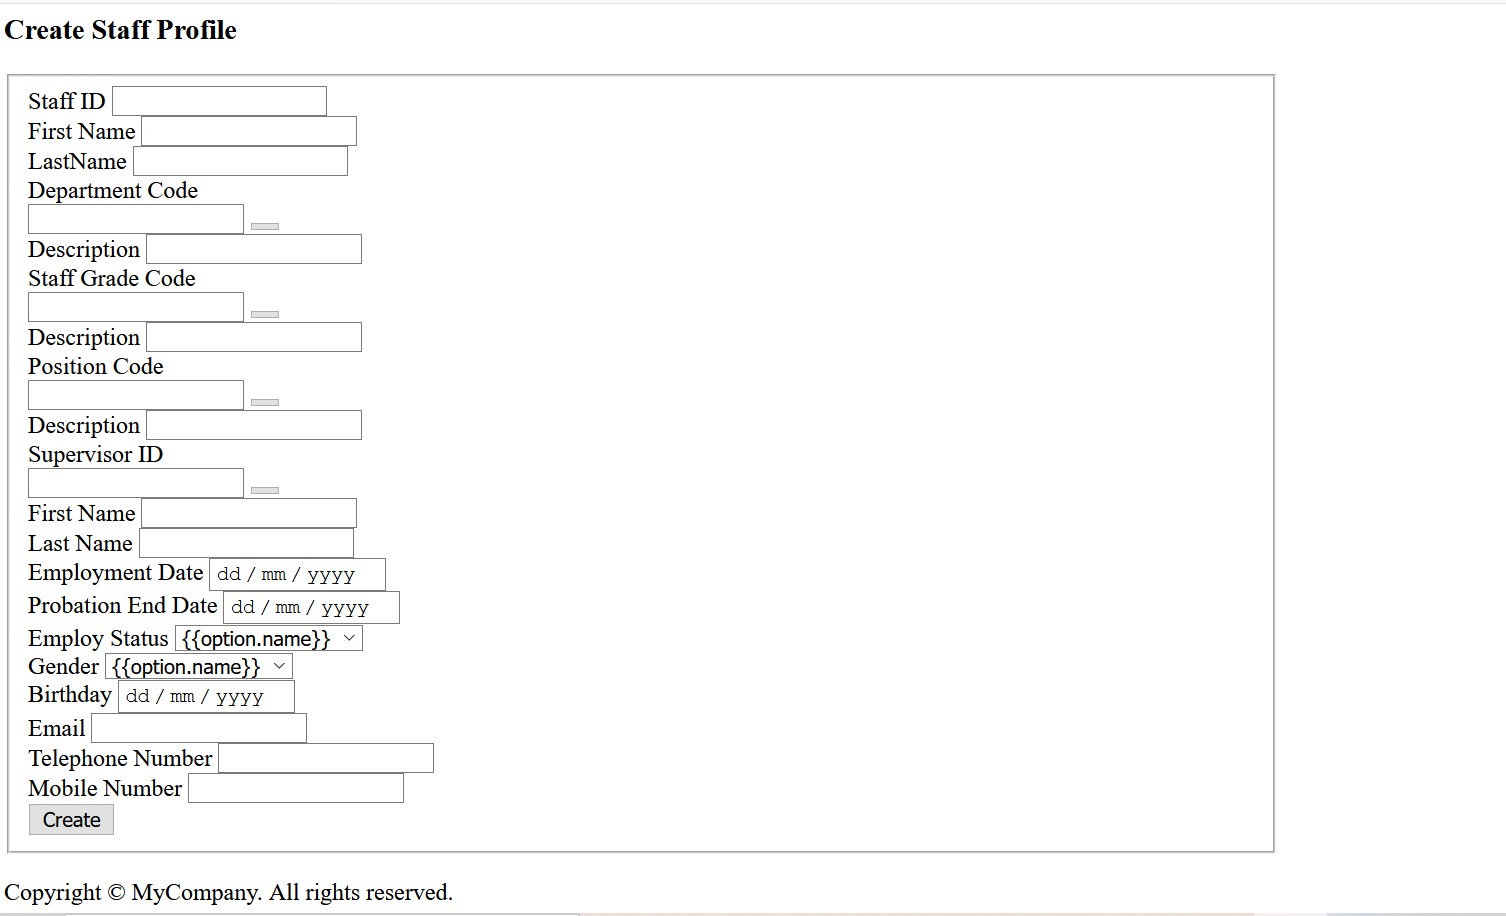 Create Staff Profile
Staff ID
First Name
LastName
Department Code
Description
Staff Grade Code
Description
Position Code
Description
Supervisor ID
First Name
Last Name
Employment Date dd / mm / yyyy
Probation End Date dd / mm / yyyy
Employ Status {{option.name}}
Gender {{option.name}}
Birthday dd / mm / yyyy
Email
Telephone Number
Mobile Number
Create
Copyright © MyCompany. All rights reserved.